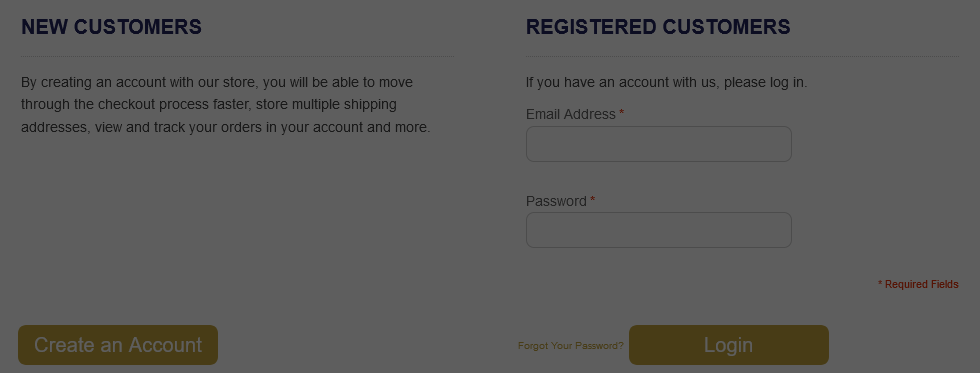 NEW CUSTOMERS
By creating an account with our store, you will be able to move
through the checkout process faster, store multiple shipping
addresses, view and track your orders in your account and more.
Create an Account
REGISTERED CUSTOMERS
If you have an account with us, please log in.
Email Address *
Password *
* Required Fields
Forgot Your Password?
Login